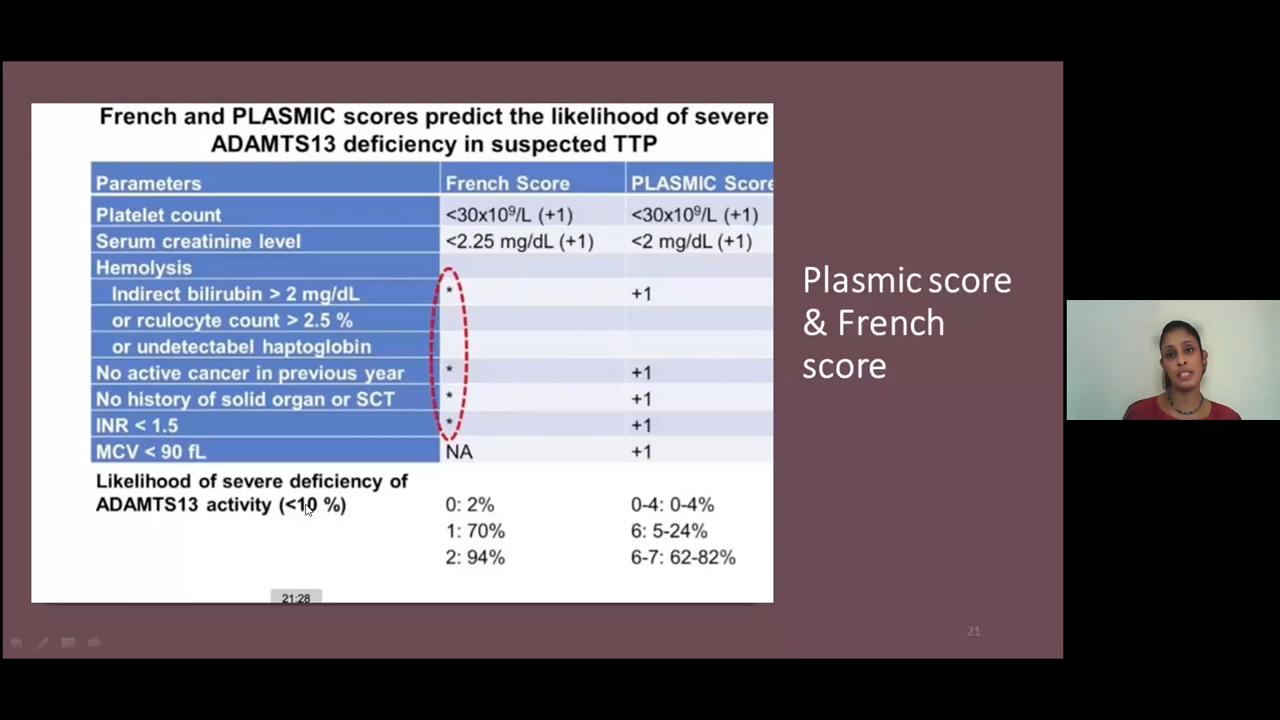 French and PLASMIC scores predict the likelihood of severe
ADAMTS13 deficiency in suspected TTP
Parameters French Score PLASMIC Score
Platelet count <30x10⁹/L (+1) <30x10⁹/L (+1)
Serum creatinine level <2.25 mg/dL (+1) <2 mg/dL (+1)
Hemolysis
Indirect bilirubin > 2 mg/dL * +1
or rculocyte count > 2.5 %
or undetectabel haptoglobin
No active cancer in previous year * +1
No history of solid organ or SCT * +1
INR < 1.5 * +1
MCV < 90 fL NA +1
Likelihood of severe deficiency of
ADAMTS13 activity (<10 %) 0: 2% 0-4: 0-4%
1: 70% 6: 5-24%
2: 94% 6-7: 62-82%
21:28
Plasmic score
& French
score
21